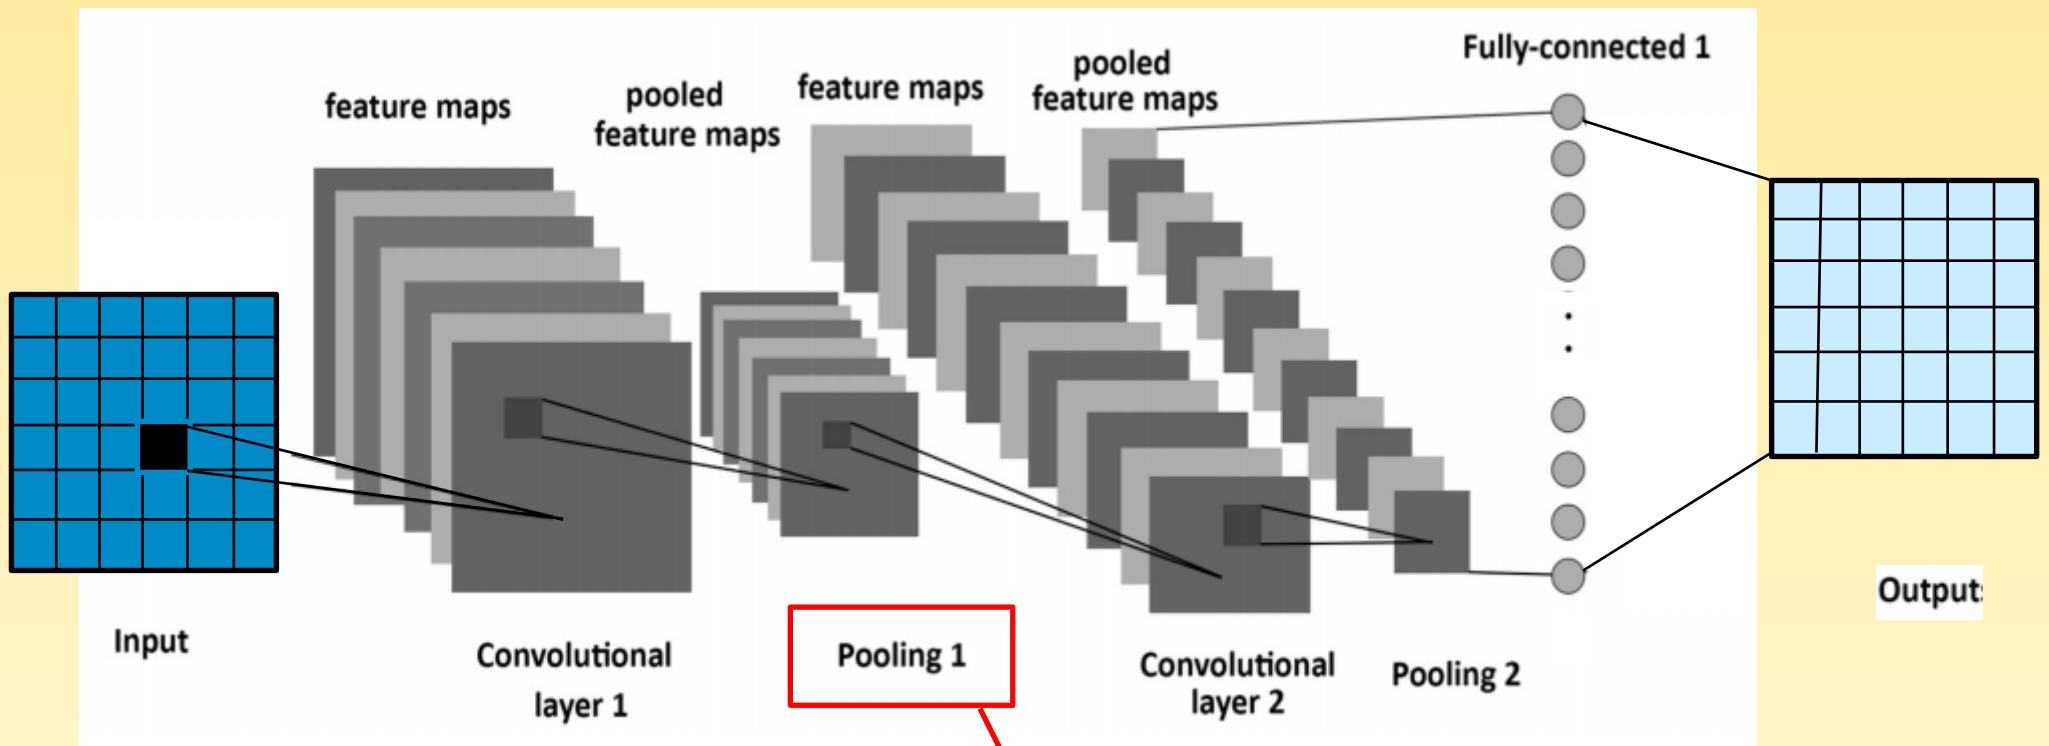 feature maps
pooled
feature maps
feature maps
pooled
feature maps
Fully-connected 1
Input
Convolutional
layer 1
Pooling 1
Convolutional
layer 2
Pooling 2
Output: